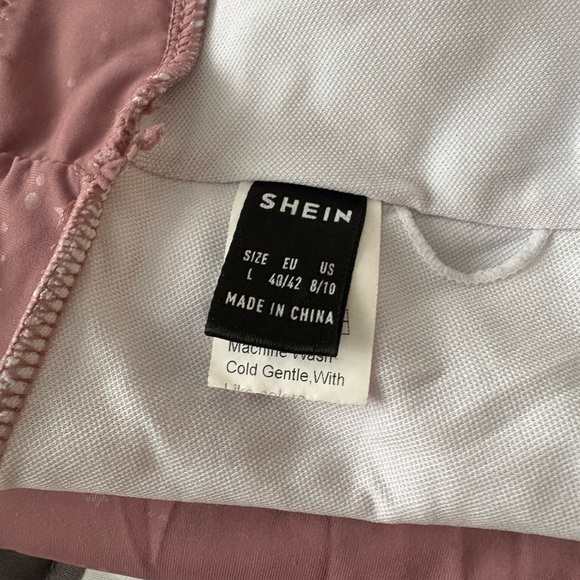 SHEIN
SIZE EU US
L 40/42 8/10
MADE IN CHINA
Machine Wash
Cold Gentle,With